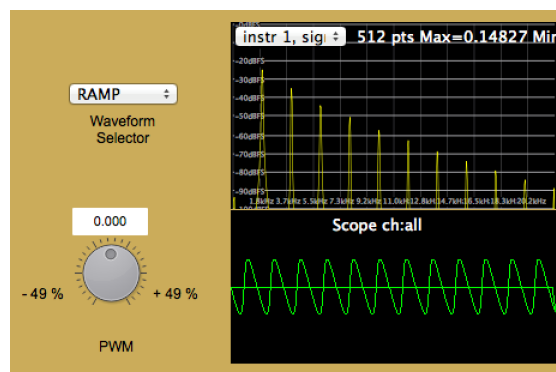 instr 1, sig
512 pts Max=0.14827 Min
-20dBFS
-30dBFS
-40dBFS
-50dBFS
-60dBFS
-70dBFS
-80dBFS
-90dBFS
RAMP
Waveform
Selector
1.8kHz 3.7kHz 5.5kHz 7.3kHz 9.2kHz 11.0kHz 12.8kHz 14.7kHz 16.5kHz 18.3kHz 20.2kHz
0.000
Scope ch:all
- 49 %
+ 49 %
PWM